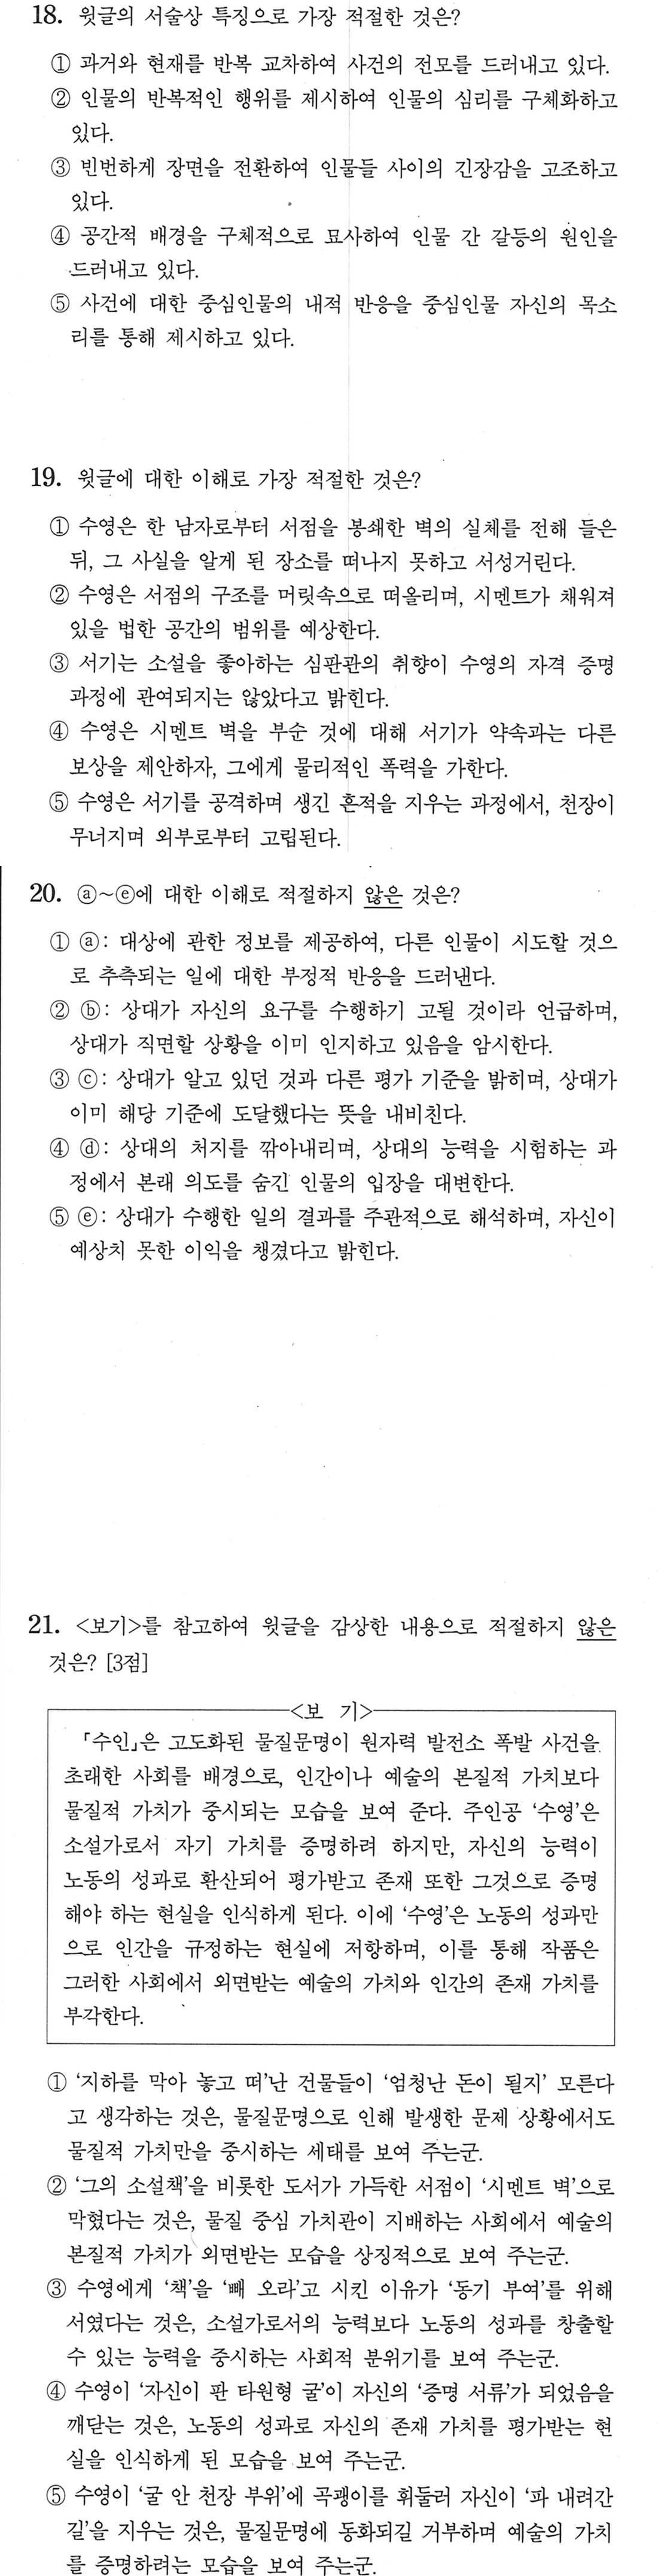 18. 윗글의 서술상 특징으로 가장 적절한 것은?
① 과거와 현재를 반복 교차하여 사건의 전모를 드러내고 있다.
② 인물의 반복적인 행위를 제시하여 인물의 심리를 구체화하고
있다.
③ 빈번하게 장면을 전환하여 인물들 사이의 긴장감을 고조하고
있다.
④ 공간적 배경을 구체적으로 묘사하여 인물 간 갈등의 원인을
드러내고 있다.
⑤ 사건에 대한 중심인물의 내적 반응을 중심인물 자신의 목소
리를 통해 제시하고 있다.
19. 윗글에 대한 이해로 가장 적절한 것은?
① 수영은 한 남자로부터 서점을 봉쇄한 벽의 실체를 전해 들은
뒤, 그 사실을 알게 된 장소를 떠나지 못하고 서성거린다.
② 수영은 서점의 구조를 머릿속으로 떠올리며, 시멘트가 채워져
있을 법한 공간의 범위를 예상한다.
③ 서기는 소설을 좋아하는 심판관의 취향이 수영의 자격 증명
과정에 관여되지는 않았다고 밝힌다.
④ 수영은 시멘트 벽을 부순 것에 대해 서기가 약속과는 다른
보상을 제안하자, 그에게 물리적인 폭력을 가한다.
⑤ 수영은 서기를 공격하며 생긴 흔적을 지우는 과정에서, 천장이
무너지며 외부로부터 고립된다.
20. ⓐ~ⓔ에 대한 이해로 적절하지 않은 것은?
① ⓐ: 대상에 관한 정보를 제공하여, 다른 인물이 시도할 것으
로 추측되는 일에 대한 부정적 반응을 드러낸다.
② ⓑ: 상대가 자신의 요구를 수행하기 고될 것이라 언급하며,
상대가 직면할 상황을 이미 인지하고 있음을 암시한다.
③ ⓒ: 상대가 알고 있던 것과 다른 평가 기준을 밝히며, 상대가
이미 해당 기준에 도달했다는 뜻을 내비친다.
④ ⓓ: 상대의 처지를 깎아내리며, 상대의 능력을 시험하는 과
정에서 본래 의도를 숨긴 인물의 입장을 대변한다.
⑤ ⓔ: 상대가 수행한 일의 결과를 주관적으로 해석하며, 자신이
예상치 못한 이익을 챙겼다고 밝힌다.
21. <보기>를 참고하여 윗글을 감상한 내용으로 적절하지 않은
것은? [3점]
<보 기>
「수인」은 고도화된 물질문명이 원자력 발전소 폭발 사건을
초래한 사회를 배경으로, 인간이나 예술의 본질적 가치보다
물질적 가치가 중시되는 모습을 보여 준다. 주인공 ‘수영’은
소설가로서 자기 가치를 증명하려 하지만, 자신의 능력이
노동의 성과로 환산되어 평가받고 존재 또한 그것으로 증명
해야 하는 현실을 인식하게 된다. 이에 ‘수영’은 노동의 성과만
으로 인간을 규정하는 현실에 저항하며, 이를 통해 작품은
그러한 사회에서 외면받는 예술의 가치와 인간의 존재 가치를
부각한다.
① ‘지하를 막아 놓고 떠’난 건물들이 ‘엄청난 돈이 될지’ 모른다
고 생각하는 것은, 물질문명으로 인해 발생한 문제 상황에서도
물질적 가치만을 중시하는 세태를 보여 주는군.
② ‘그의 소설책’을 비롯한 도서가 가득한 서점이 ‘시멘트 벽’으로
막혔다는 것은, 물질 중심 가치관이 지배하는 사회에서 예술의
본질적 가치가 외면받는 모습을 상징적으로 보여 주는군.
③ 수영에게 ‘책’을 ‘빼 오라’고 시킨 이유가 ‘동기 부여’를 위해
서였다는 것은, 소설가로서의 능력보다 노동의 성과를 창출할
수 있는 능력을 중시하는 사회적 분위기를 보여 주는군.
④ 수영이 ‘자신이 판 타원형 굴’이 자신의 ‘증명 서류’가 되었음을
깨닫는 것은, 노동의 성과로 자신의 존재 가치를 평가받는 현
실을 인식하게 된 모습을 보여 주는군.
⑤ 수영이 ‘굴 안 천장 부위’에 곡괭이를 휘둘러 자신이 ‘파 내려간
길’을 지우는 것은, 물질문명에 동화되길 거부하며 예술의 가치
를 증명하려는 모습을 보여 주는군.